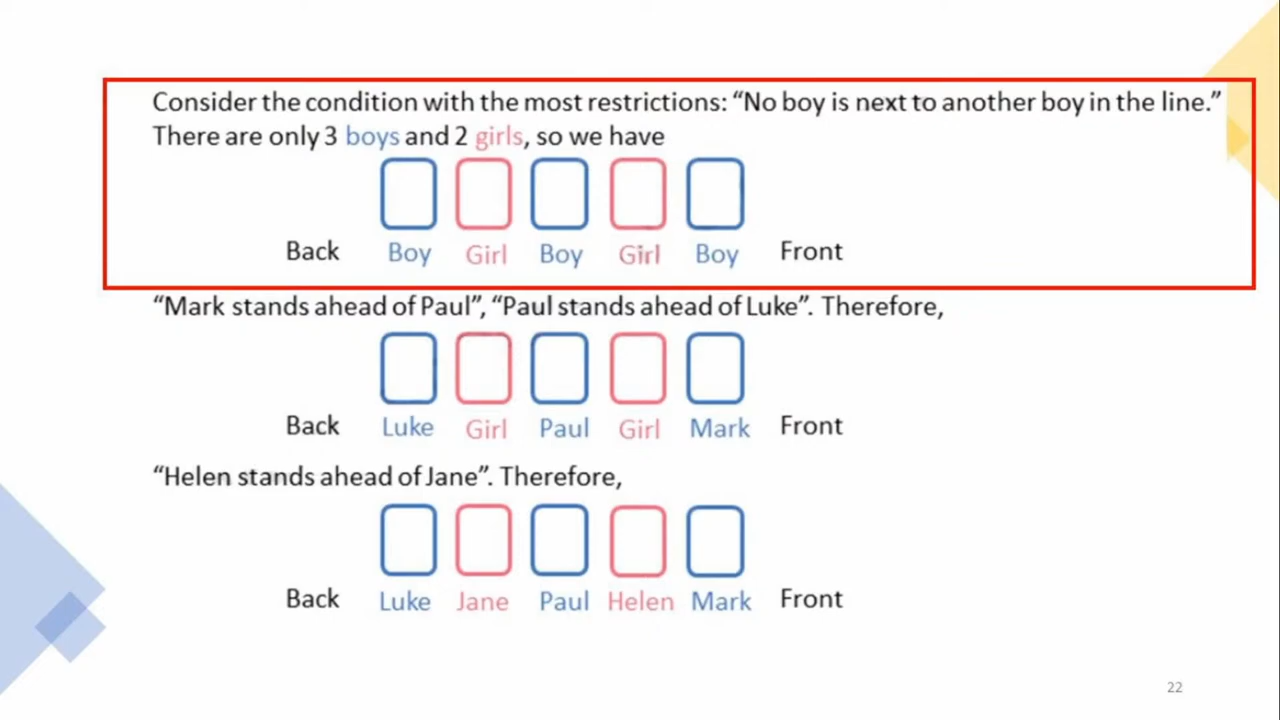 Consider the condition with the most restrictions: “No boy is next to another boy in the line.”
There are only 3 boys and 2 girls, so we have
Back Boy Girl Boy Girl Boy Front
“Mark stands ahead of Paul”, “Paul stands ahead of Luke”. Therefore,
Back Luke Girl Paul Girl Mark Front
“Helen stands ahead of Jane”. Therefore,
Back Luke Jane Paul Helen Mark Front
22